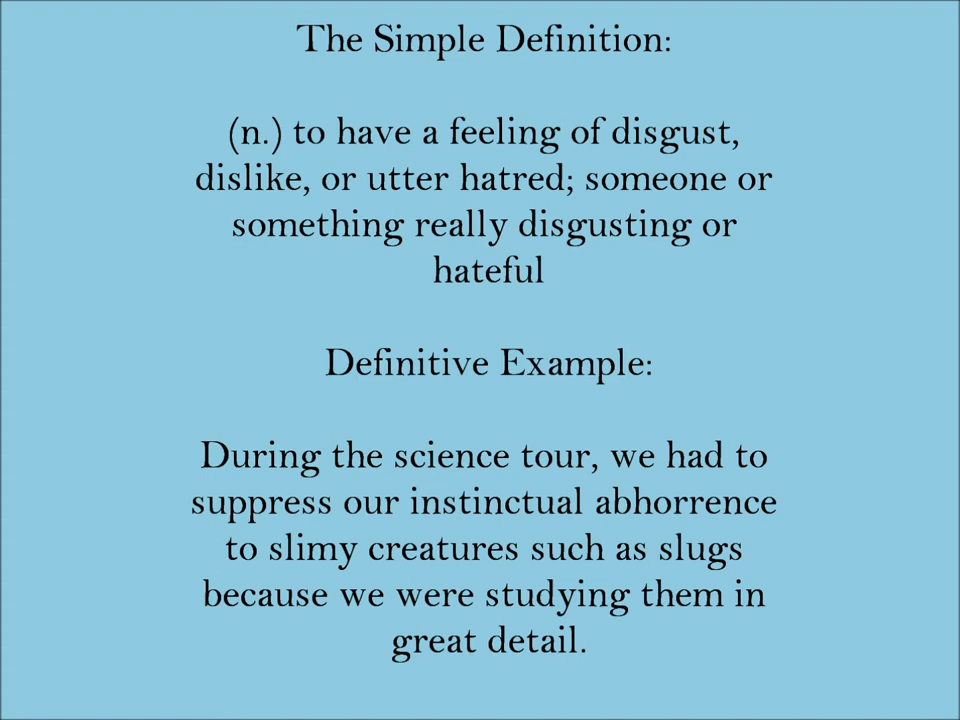 The Simple Definition:
(n.) to have a feeling of disgust,
dislike, or utter hatred; someone or
something really disgusting or
hateful
Definitive Example:
During the science tour, we had to
suppress our instinctual abhorrence
to slimy creatures such as slugs
because we were studying them in
great detail.